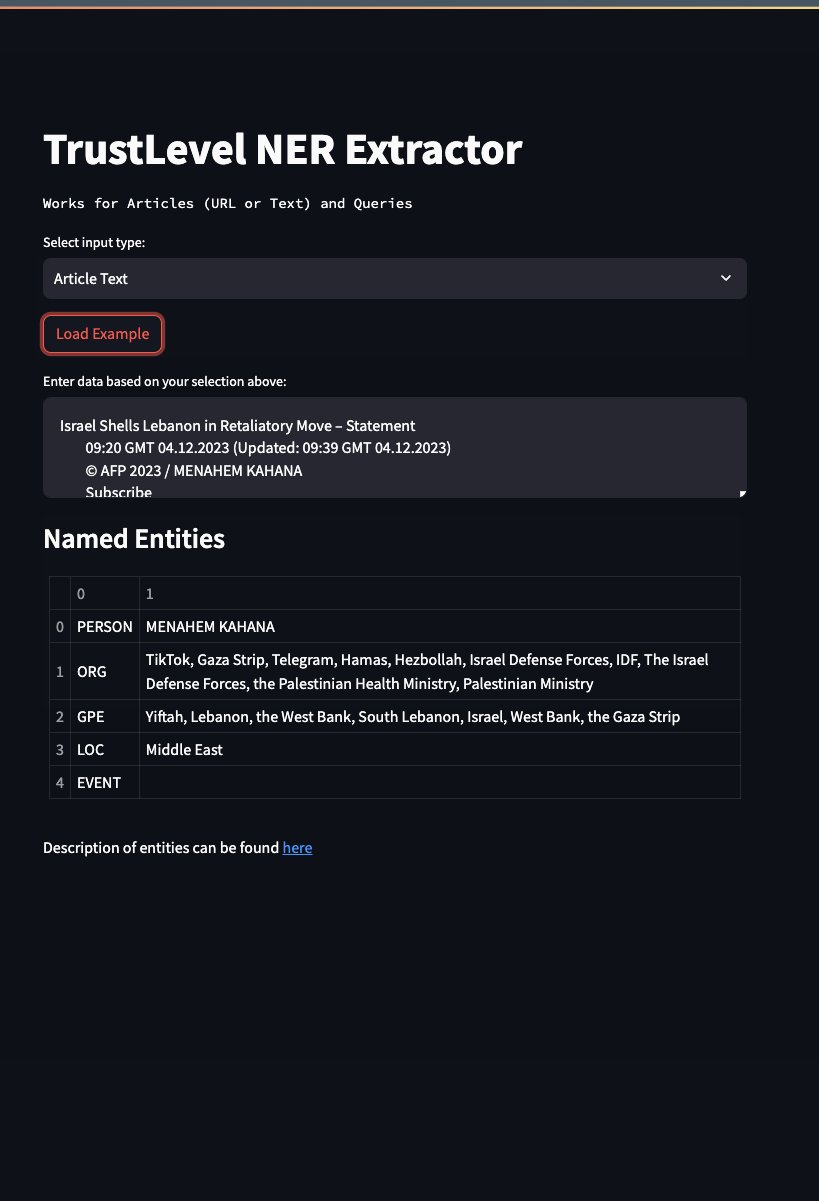 TrustLevel NER Extractor
Works for Articles (URL or Text) and Queries
Select input type:
Article Text
Load Example
Enter data based on your selection above:
Israel Shells Lebanon in Retaliatory Move – Statement
09:20 GMT 04.12.2023 (Updated: 09:39 GMT 04.12.2023)
© AFP 2023 / MENAHEM KAHANA
Subscribe
Named Entities
0 1
0 PERSON MENAHEM KAHANA
1 ORG TikTok, Gaza Strip, Telegram, Hamas, Hezbollah, Israel Defense Forces, IDF, The Israel
Defense Forces, the Palestinian Health Ministry, Palestinian Ministry
2 GPE Yiftah, Lebanon, the West Bank, South Lebanon, Israel, West Bank, the Gaza Strip
3 LOC Middle East
4 EVENT
Description of entities can be found here